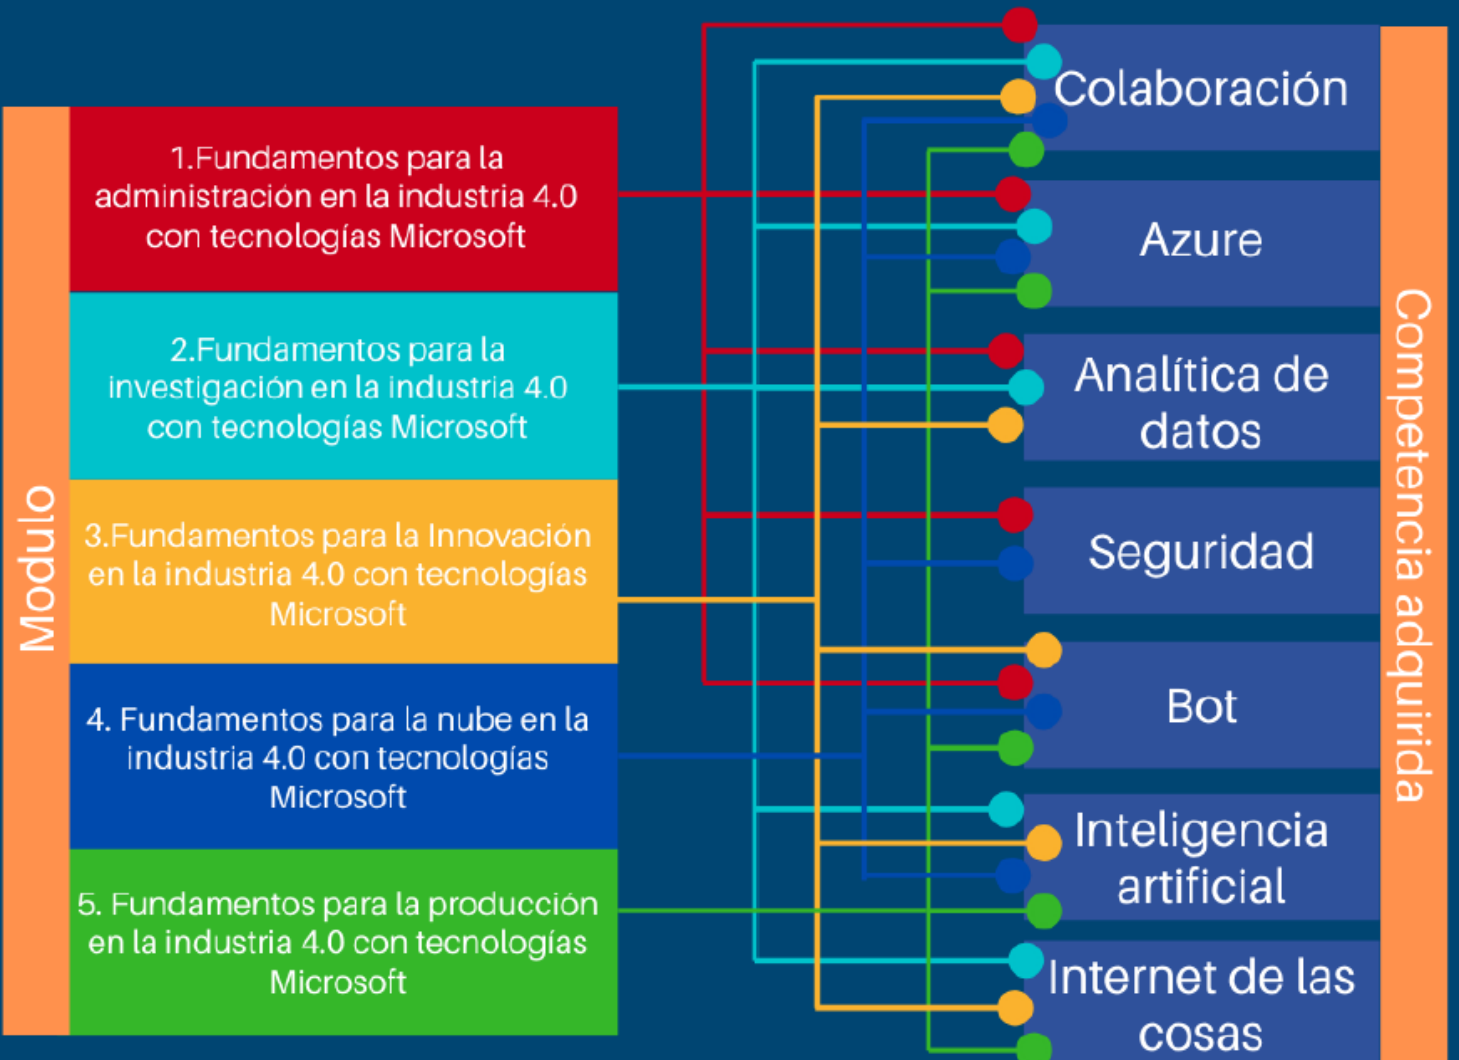 Modulo
1.Fundamentos para la
administración en la industria 4.0
con tecnologías Microsoft
2.Fundamentos para la
investigación en la industria 4.0
con tecnologías Microsoft
3.Fundamentos para la Innovación
en la industria 4.0 con tecnologías
Microsoft
4. Fundamentos para la nube en la
industria 4.0 con tecnologías
Microsoft
5. Fundamentos para la producción
en la industria 4.0 con tecnologías
Microsoft
Colaboración
Azure
Analítica de
datos
Seguridad
Bot
Inteligencia
artificial
Internet de las
cosas
Competencia adquirida